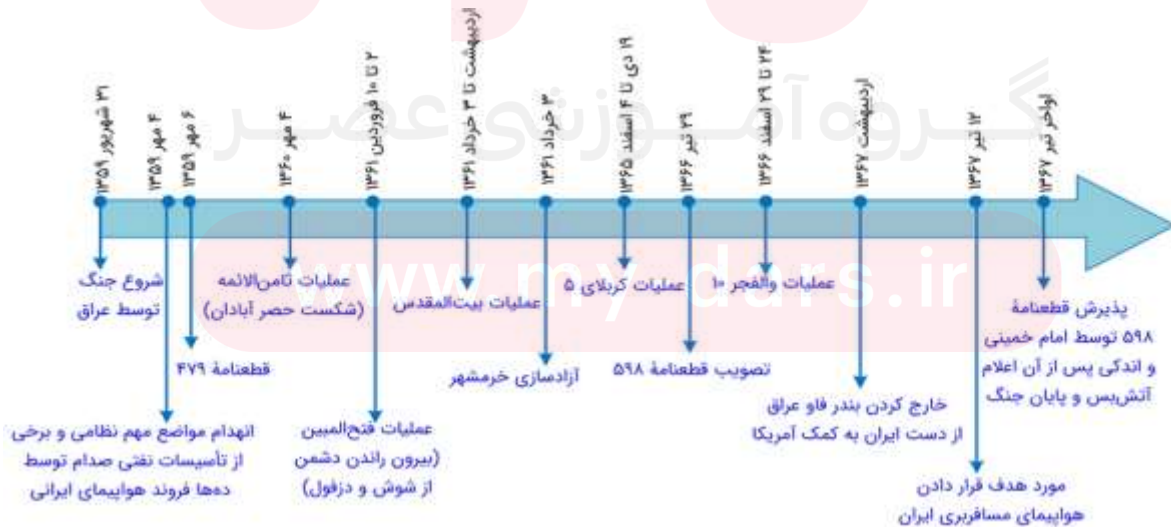 گروه آموزشی عصر
www.my-dars.ir
۳۱ شهریور ۱۳۵۹
شروع جنگ
توسط عراق
۴ مهر ۱۳۵۹
انهدام مواضع مهم نظامی و برخی
از تأسیسات نفتی صدام توسط
ده‌ها فروند هواپیمای ایرانی
۶ مهر ۱۳۵۹
قطعنامهٔ ۴۷۹
۴ مهر ۱۳۶۰
عملیات ثامن‌الائمه
(شکست حصر آبادان)
۲ تا ۱۰ فروردین ۱۳۶۱
عملیات فتح‌المبین
(بیرون راندن دشمن
از شوش و دزفول)
اردیبهشت تا ۳ خرداد ۱۳۶۱
عملیات بیت‌المقدس
۳ خرداد ۱۳۶۱
آزادسازی خرمشهر
۱۹ دی تا ۴ اسفند ۱۳۶۵
عملیات کربلای ۵
۲۹ تیر ۱۳۶۶
تصویب قطعنامهٔ ۵۹۸
۲۴ تا ۲۹ اسفند ۱۳۶۶
عملیات والفجر ۱۰
اردیبهشت ۱۳۶۷
خارج کردن بندر فاو عراق
از دست ایران به کمک آمریکا
۱۲ تیر ۱۳۶۷
مورد هدف قرار دادن
هواپیمای مسافربری ایران
اواخر تیر ۱۳۶۷
پذیرش قطعنامهٔ
۵۹۸ توسط امام خمینی
و اندکی پس از آن اعلام
آتش‌بس و پایان جنگ